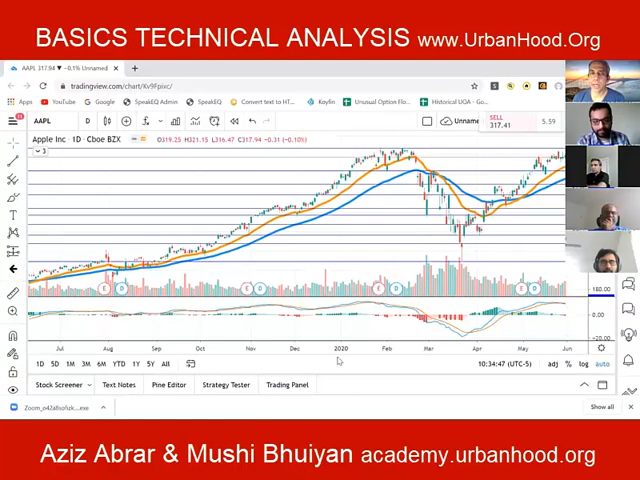 BASICS TECHNICAL ANALYSIS www.UrbanHood.Org
AAPL 317.94 ▼ −0.1% Unnamed
tradingview.com/chart/Kv9Fpixc/
Apps YouTube Google SpeakEQ Admin SpeakEQ Convert text to HT... Kaylin Unusual Option Flo... Historical UOA - Go...
AAPL D Unname
SELL
317.41
5.59
Apple Inc · 1D · Cboe BZX O319.25 H321.15 L316.47 C317.94 −0.31 (−0.10%)
3
E D E D E D E D
180.00
0.00
−20.00
Jul Aug Sep Oct Nov Dec 2020 Feb Mar Apr May Jun
1D 5D 1M 3M 6M YTD 1Y 5Y All 10:34:47 (UTC-5) adj % log auto
Stock Screener Text Notes Pine Editor Strategy Tester Trading Panel
Show all
Aziz Abrar & Mushi Bhuiyan academy.urbanhood.org